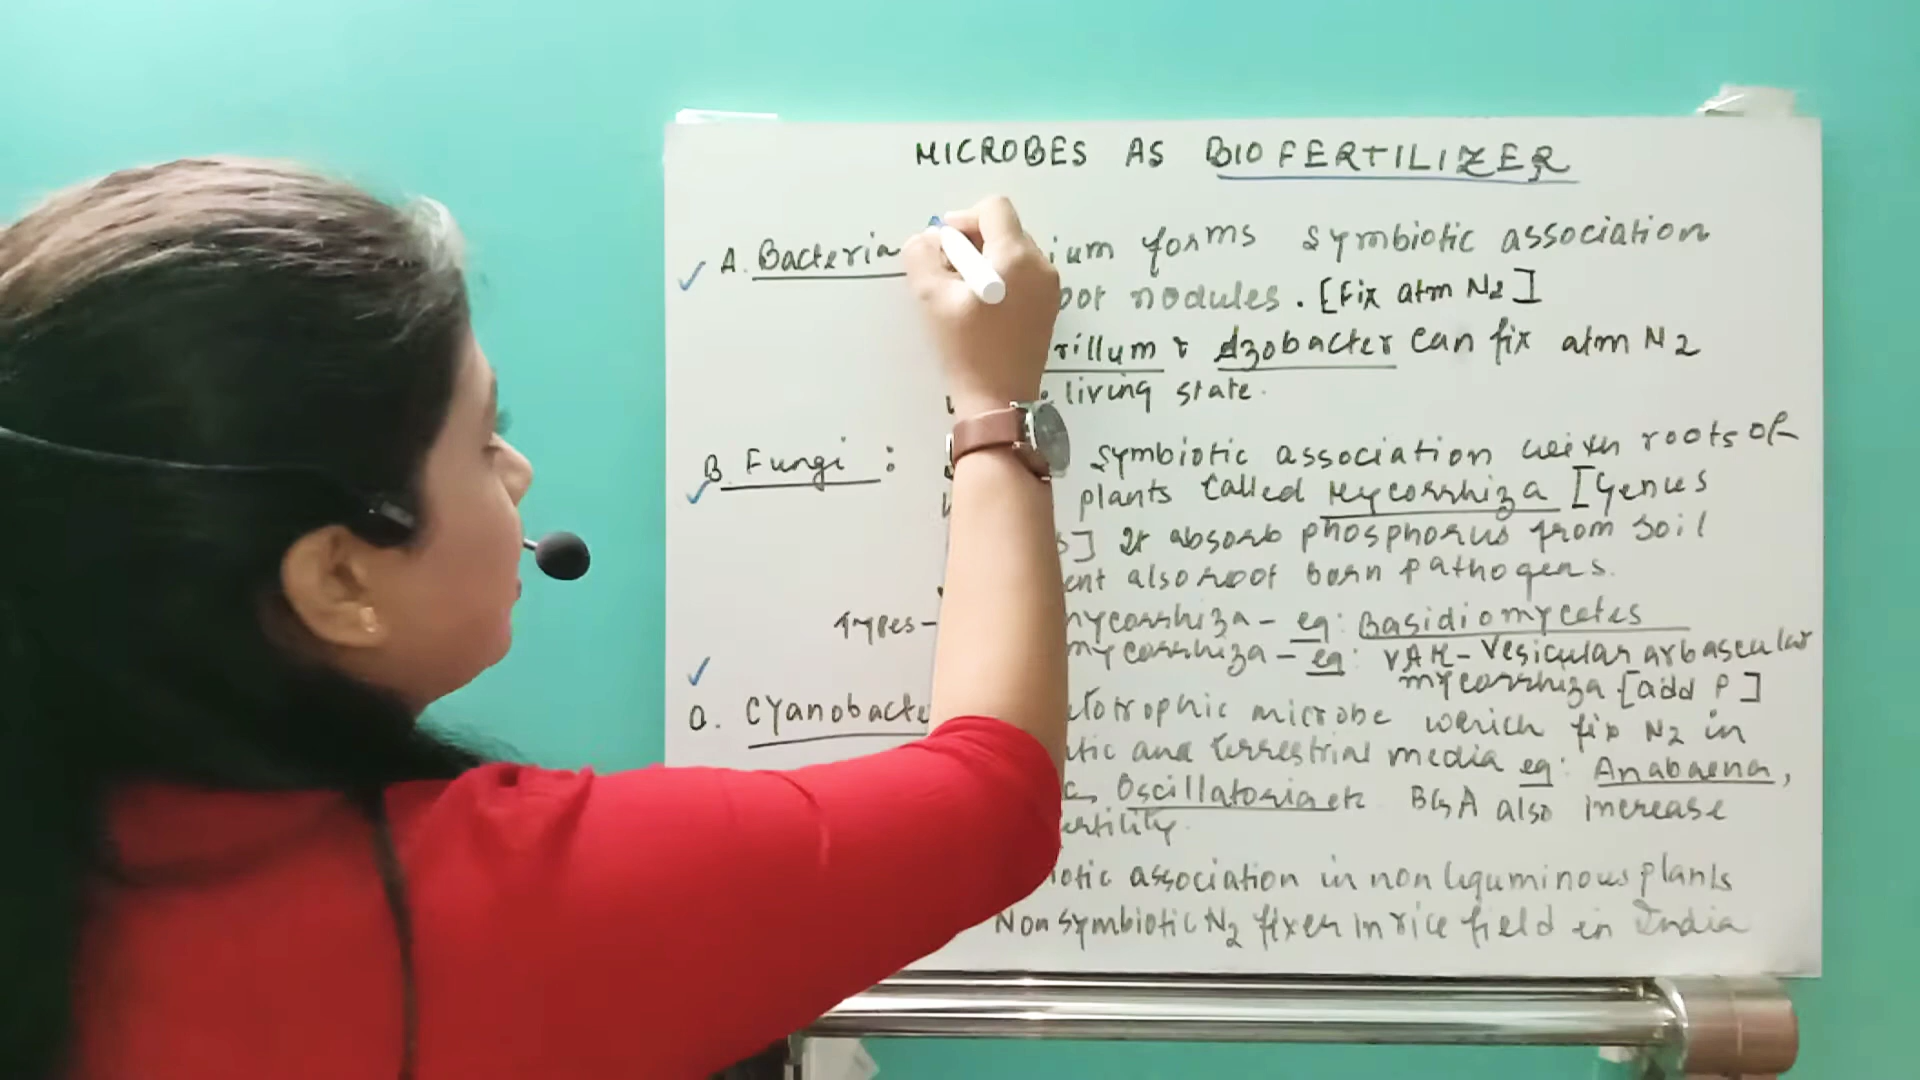 MICROBES AS BIOFERTILIZER
A. Bacteria ium forms symbiotic association
oot nodules. [Fix atm N2]
rillum & Azobacter can fix atm N2
living state.
B. Fungi : symbiotic association with roots of
plants called Mycorrhiza [Genus
s] It absorb phosphorus from soil
ent also root born pathogens.
Types- mycorrhiza - eg: Basidiomycetes
mycorrhiza - eg: VAM - Vesicular arbascular
mycorrhiza [add P]
Cyanobacte totrophic microbe which fix N2 in
tic and terrestrial media eg: Anabaena,
c, Oscillatoria etc BGA also increase
ertility.
iotic association in non liguminous plants
Non symbiotic N2 fixer in rice field in India